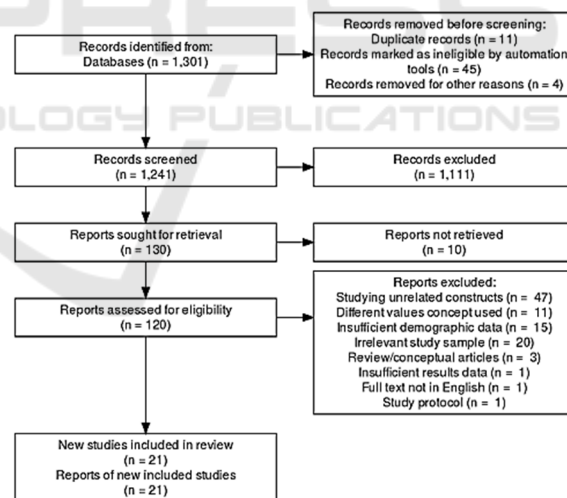 Records identified from:
Databases (n = 1,301)
Records removed before screening:
Duplicate records (n = 11)
Records marked as ineligible by automation
tools (n = 45)
Records removed for other reasons (n = 4)
PRESS
OLOGY PUBLICATIONS
Records screened
(n = 1,241)
Records excluded
(n = 1,111)
Reports sought for retrieval
(n = 130)
Reports not retrieved
(n = 10)
Reports assessed for eligibility
(n = 120)
Reports excluded:
Studying unrelated constructs (n = 47)
Different values concept used (n = 11)
Insufficient demographic data (n = 15)
Irrelevant study sample (n = 20)
Review/conceptual articles (n = 3)
Insufficient results data (n = 1)
Full text not in English (n = 1)
Study protocol (n = 1)
New studies included in review
(n = 21)
Reports of new included studies
(n = 21)